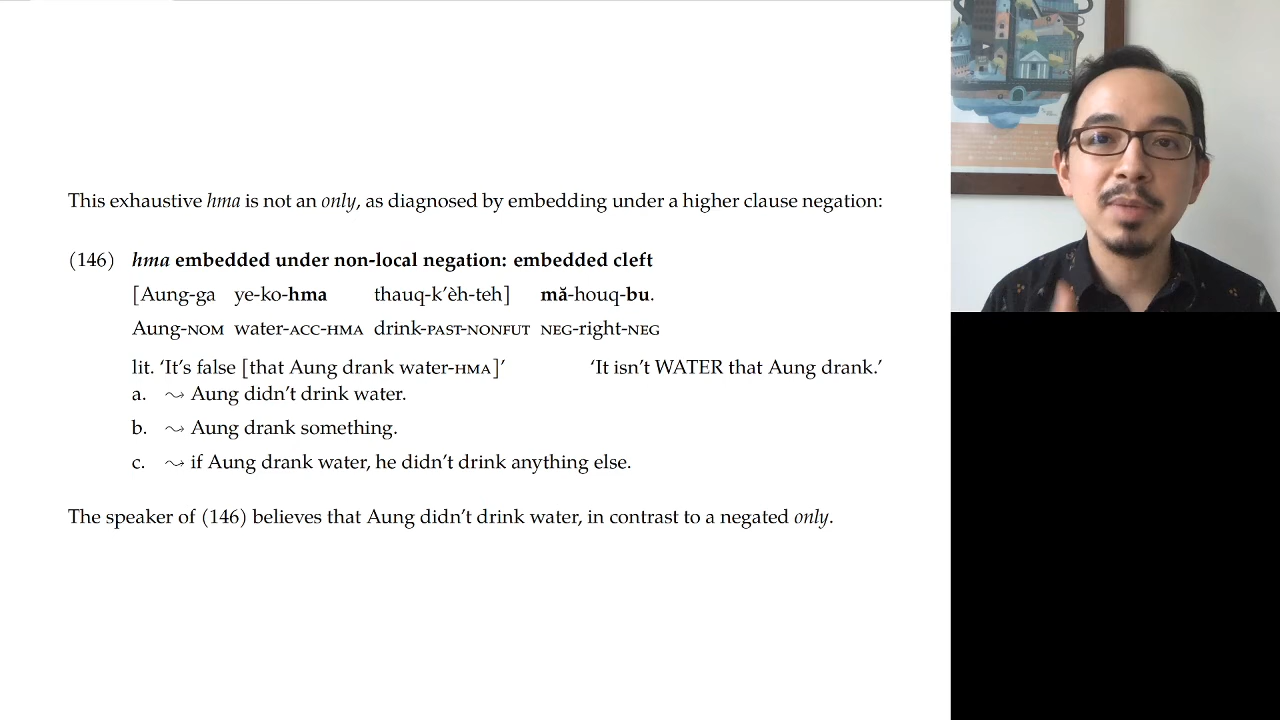 This exhaustive hma is not an only, as diagnosed by embedding under a higher clause negation:
(146) hma embedded under non-local negation: embedded cleft
[Aung-ga ye-ko-hma thauq-k’èh-teh] mă-houq-bu.
Aung-NOM water-ACC-HMA drink-PAST-NONFUT NEG-right-NEG
lit. ‘It’s false [that Aung drank water-HMA]’ ‘It isn’t WATER that Aung drank.’
a. ⤳ Aung didn’t drink water.
b. ⤳ Aung drank something.
c. ⤳ if Aung drank water, he didn’t drink anything else.
The speaker of (146) believes that Aung didn’t drink water, in contrast to a negated only.